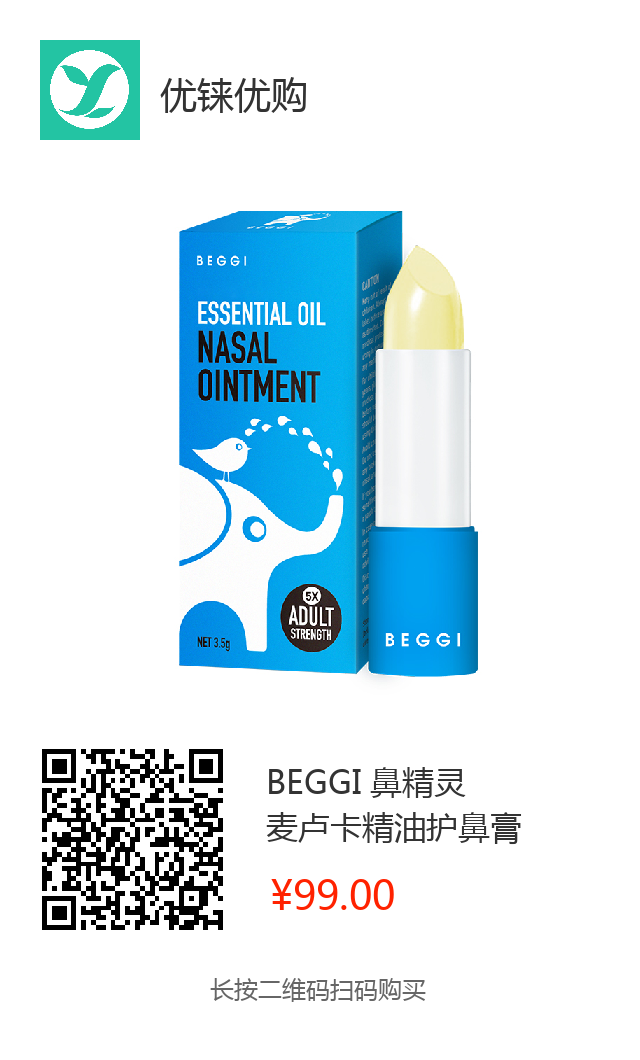 优铼优购
BEGGI
BEGGI
ESSENTIAL OIL
NASAL
OINTMENT
CAUTION
5X
ADULT
STRENGTH
NET 3.5g
BEGGI
BEGGI 鼻精灵
麦卢卡精油护鼻膏
¥99.00
长按二维码扫码购买